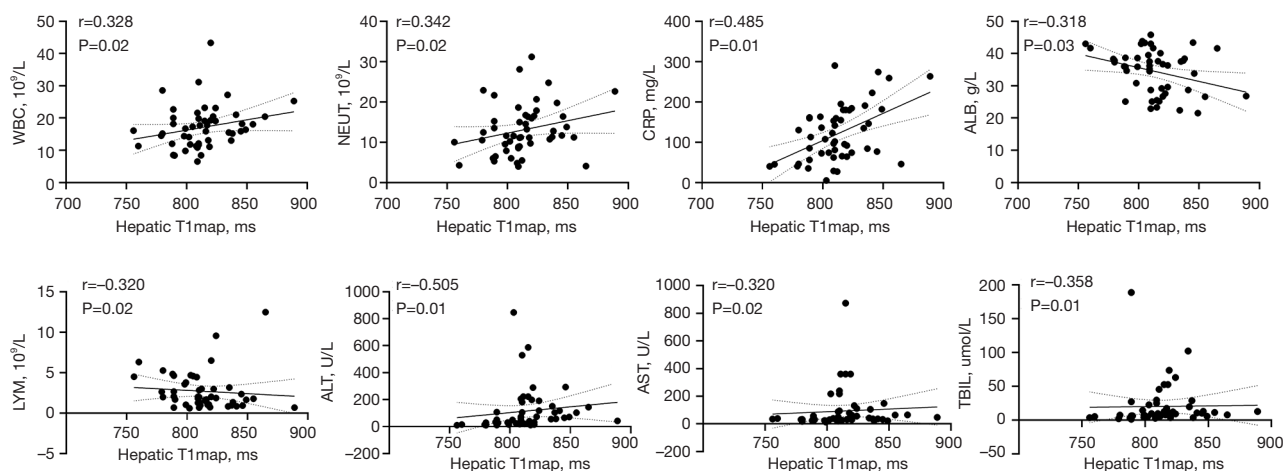 r=0.328
P=0.02
WBC, 10⁹/L
50
40
30
20
10
0
700 750 800 850 900
Hepatic T1map, ms
r=0.342
P=0.02
NEUT, 10⁹/L
40
30
20
10
0
700 750 800 850 900
Hepatic T1map, ms
r=0.485
P=0.01
CRP, mg/L
400
300
200
100
0
700 750 800 850 900
Hepatic T1map, ms
r=−0.318
P=0.03
ALB, g/L
50
40
30
20
10
0
700 750 800 850 900
Hepatic T1map, ms
r=−0.320
P=0.02
LYM, 10⁹/L
15
10
5
0
−5
750 800 850 900
Hepatic T1map, ms
r=−0.505
P=0.01
ALT, U/L
1000
800
600
400
200
0
−200
750 800 850 900
Hepatic T1map, ms
r=−0.320
P=0.02
AST, U/L
1000
800
600
400
200
0
−200
750 800 850 900
Hepatic T1map, ms
r=−0.358
P=0.01
TBIL, umol/L
200
150
100
50
0
−50
750 800 850 900
Hepatic T1map, ms